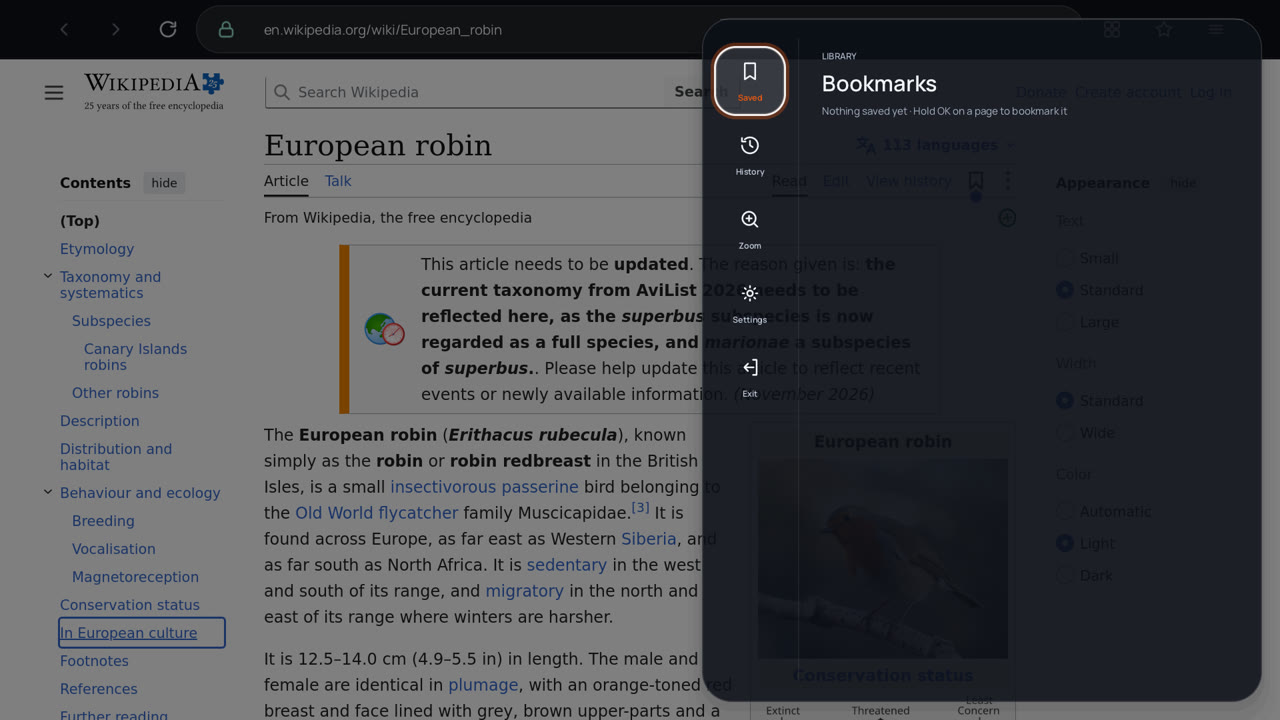 en.wikipedia.org/wiki/European_robin
WIKIPEDIA
25 years of the free encyclopedia
Search Wikipedia
Search
Donate Create account Log in
Contents hide
(Top)
Etymology
Taxonomy and
systematics
Subspecies
Canary Islands
robins
Other robins
Description
Distribution and
habitat
Behaviour and ecology
Breeding
Vocalisation
Magnetoreception
Conservation status
In European culture
Footnotes
References
Further reading
European robin
113 languages
Article Talk
Read Edit View history
From Wikipedia, the free encyclopedia
This article needs to be updated. The reason given is: the
current taxonomy from AviList 2026 needs to be
reflected here, as the superbus subspecies is now
regarded as a full species, and marionae a subspecies
of superbus.. Please help update this article to reflect recent
events or newly available information. (November 2026)
The European robin (Erithacus rubecula), known
simply as the robin or robin redbreast in the British
Isles, is a small insectivorous passerine bird belonging to
the Old World flycatcher family Muscicapidae.[3] It is
found across Europe, as far east as Western Siberia, and
as far south as North Africa. It is sedentary in the west
and south of its range, and migratory in the north and
east of its range where winters are harsher.
It is 12.5–14.0 cm (4.9–5.5 in) in length. The male and
female are identical in plumage, with an orange-toned red
breast and face lined with grey, brown upper-parts and a
European robin
Conservation status
Extinct
Threatened
Least
Concern
Appearance hide
Text
Small
Standard
Large
Width
Standard
Wide
Color
Automatic
Light
Dark
Saved
History
Zoom
Settings
Exit
LIBRARY
Bookmarks
Nothing saved yet · Hold OK on a page to bookmark it